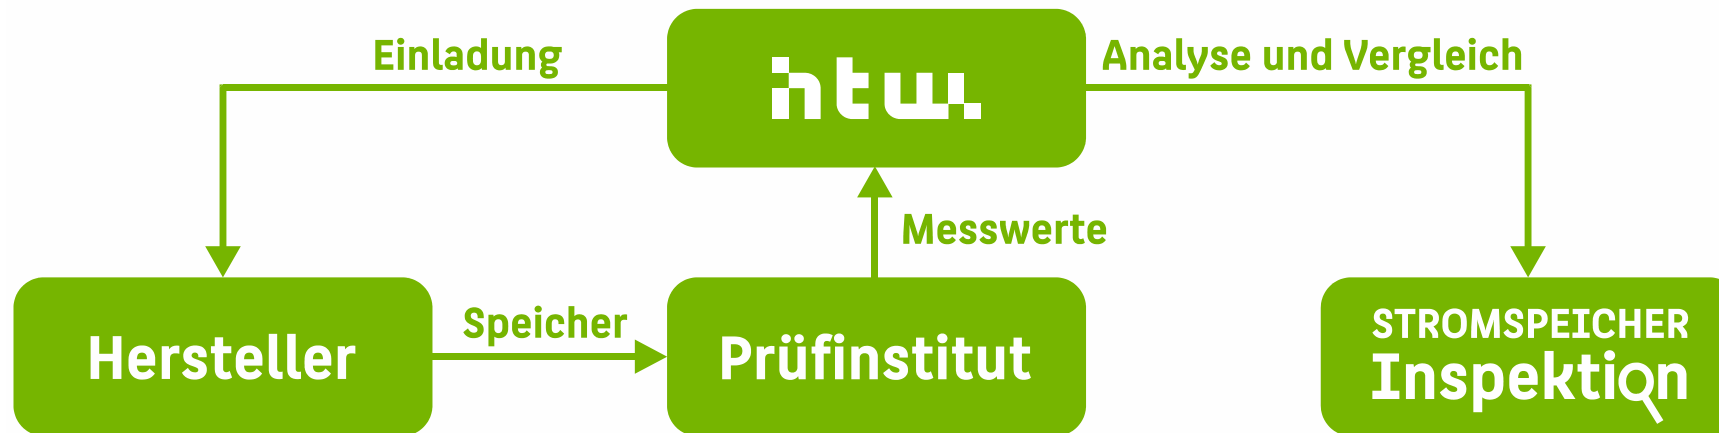 Einladung
htw.
Analyse und Vergleich
Messwerte
Hersteller
Speicher
Prüfinstitut
STROMSPEICHER
Inspektion